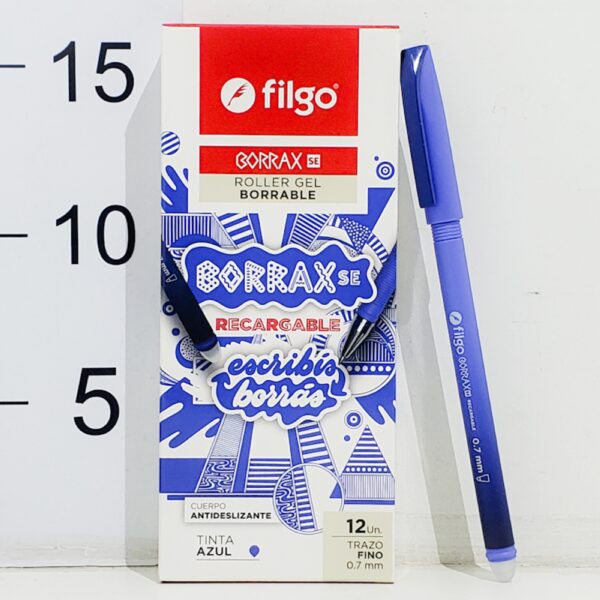 15
10
5
filgo
BORRAX SE
ROLLER GEL
BORRABLE
BORRAX SE
RECARGABLE
escribís
borrás
CUERPO
ANTIDESLIZANTE
TINTA
AZUL
12 Un.
TRAZO
FINO
0.7 mm
filgo BORRAX SE RECARGABLE 0.7 mm